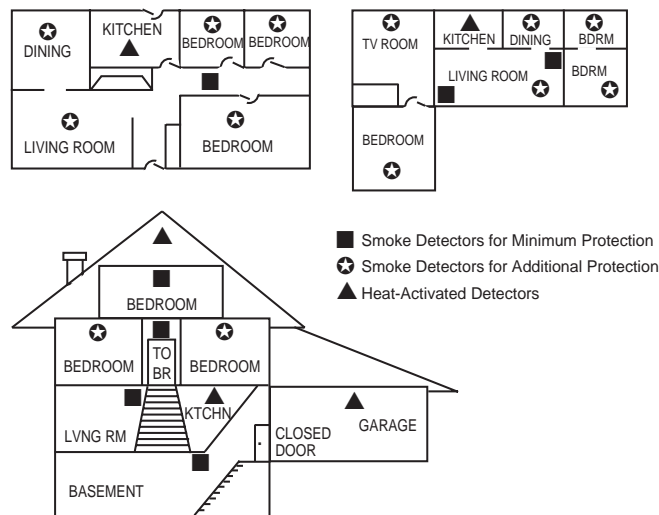 DINING
KITCHEN
BEDROOM
BEDROOM
LIVING ROOM
BEDROOM
TV ROOM
KITCHEN
DINING
BDRM
LIVING ROOM
BDRM
BEDROOM
Smoke Detectors for Minimum Protection
Smoke Detectors for Additional Protection
Heat-Activated Detectors
BEDROOM
BEDROOM
TO
BR
BEDROOM
LVNG RM
KTCHN
CLOSED
DOOR
GARAGE
BASEMENT